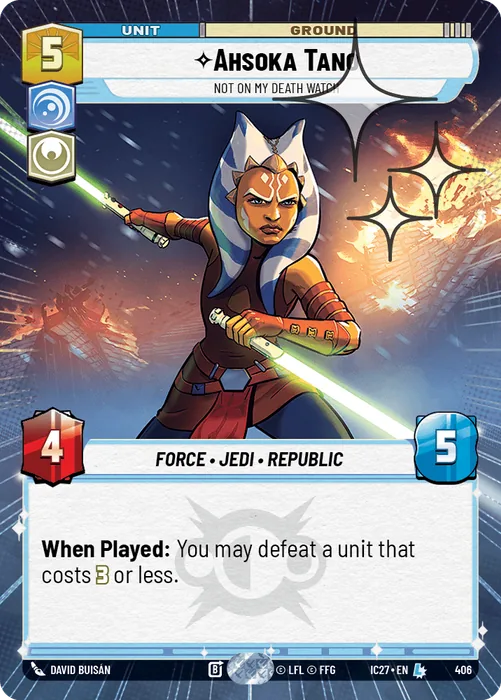 UNIT
GROUND
5
AHSOKA TANO
NOT ON MY DEATH WATCH
4
5
FORCE • JEDI • REPUBLIC
When Played: You may defeat a unit that
costs 3 or less.
DAVID BUISÁN
B
© LFL © FFG
IC27•EN
406